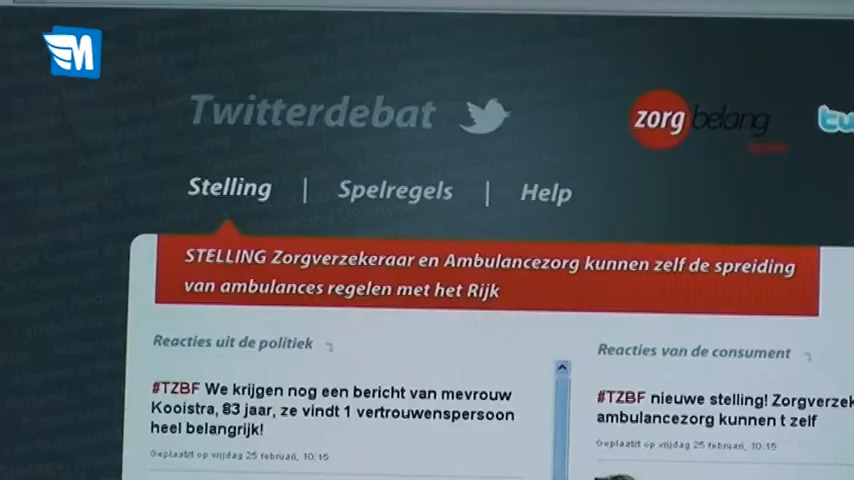 M
Twitterdebat
zorgbelang
Stelling | Spelregels | Help
STELLING Zorgverzekeraar en Ambulancezorg kunnen zelf de spreiding
van ambulances regelen met het Rijk
Reacties uit de politiek
#TZBF We krijgen nog een bericht van mevrouw
Kooistra, 83 jaar, ze vindt 1 vertrouwenspersoon
heel belangrijk!
Geplaatst op vrijdag 25 februari, 10:15
Reacties van de consument
#TZBF nieuwe stelling! Zorgverzek
ambulancezorg kunnen t zelf
Geplaatst op vrijdag 25 februari, 10:15